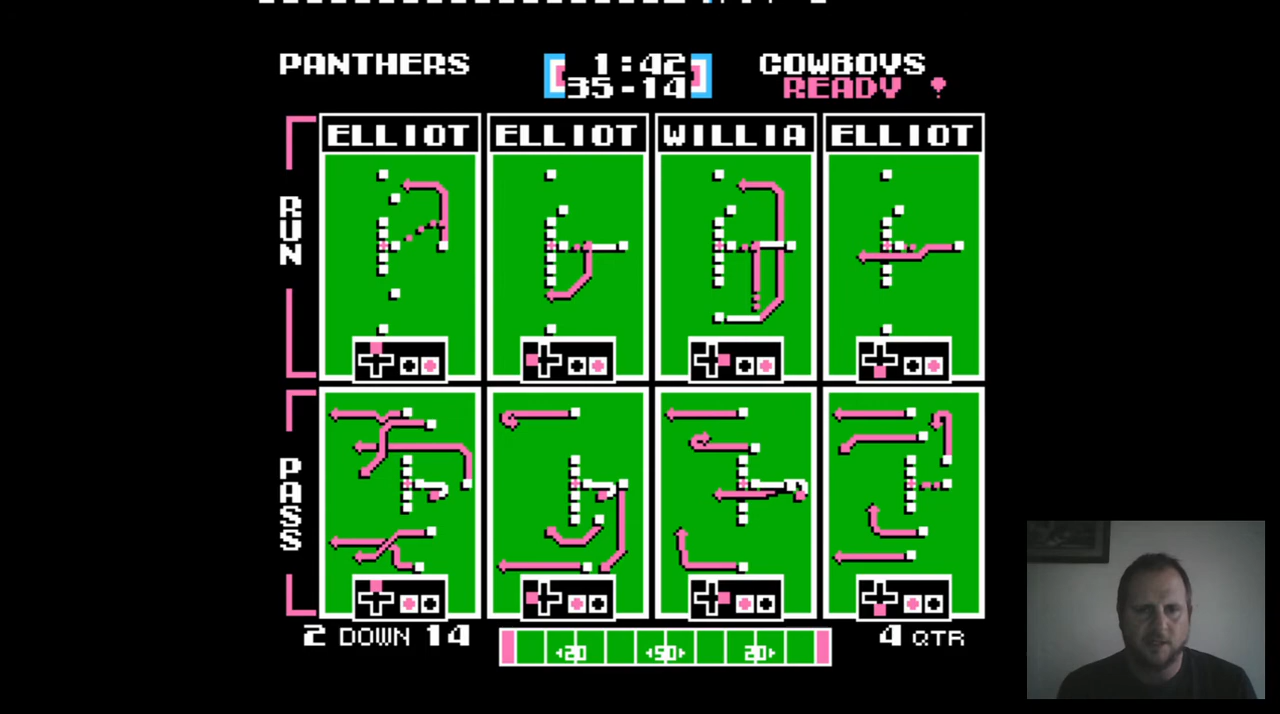 PANTHERS 1:42 COWBOYS
35-14 READY !
ELLIOT ELLIOT WILLIA ELLIOT
RUN
PASS
2 DOWN 14 4 QTR
20 50 20